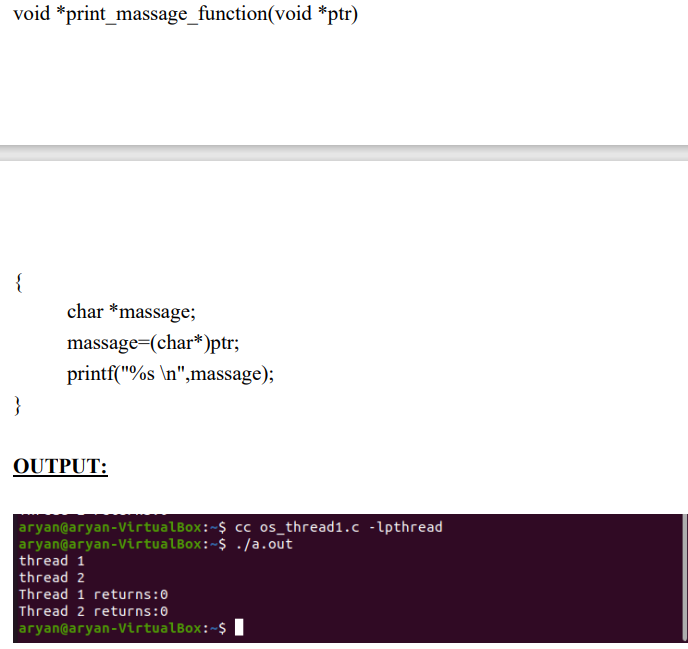 void *print_massage_function(void *ptr)
{
char *massage;
massage=(char*)ptr;
printf("%s \n",massage);
}
OUTPUT:
aryan@aryan-VirtualBox:~$ cc os_thread1.c -lpthread
aryan@aryan-VirtualBox:~$ ./a.out
thread 1
thread 2
Thread 1 returns:0
Thread 2 returns:0
aryan@aryan-VirtualBox:~$